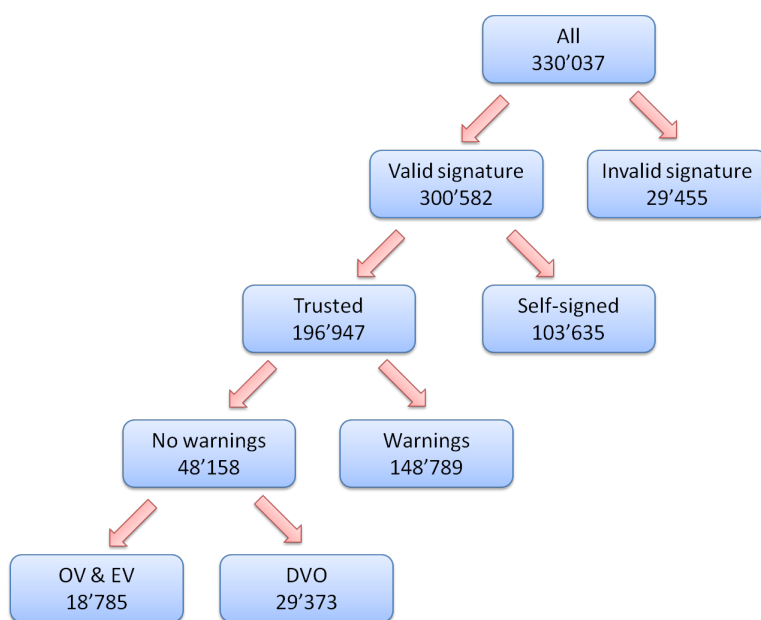 All
330’037
Valid signature
300’582
Invalid signature
29’455
Trusted
196’947
Self-signed
103’635
No warnings
48’158
Warnings
148’789
OV & EV
18’785
DVO
29’373